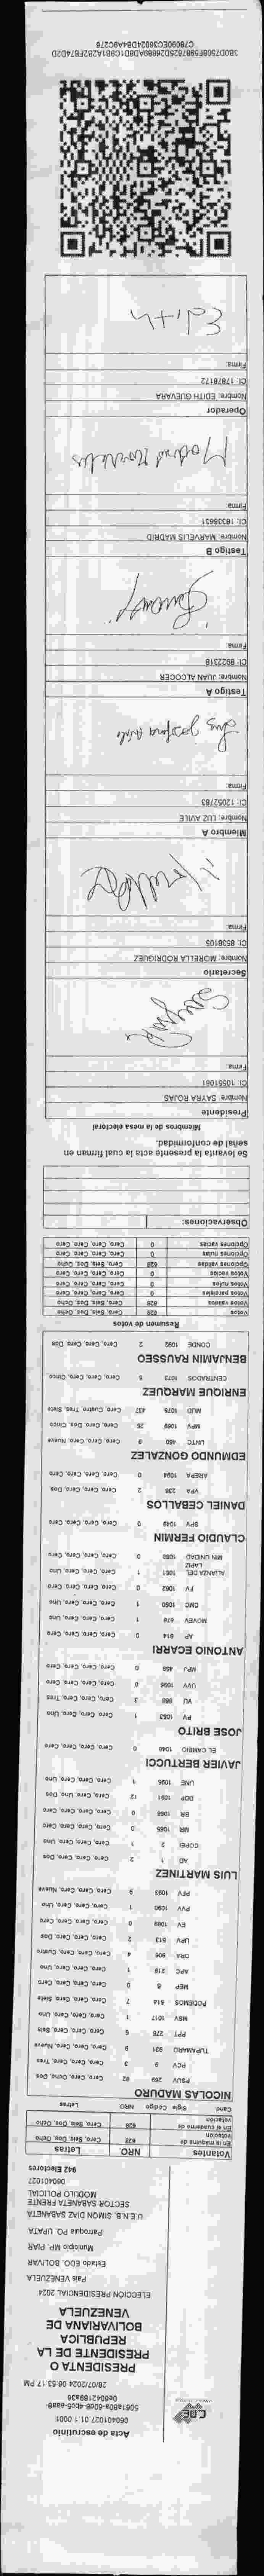 CNE
Acta de escrutinio
060401027.01.1.0001
28/07/2024 06:53:17 PM
PRESIDENTA O
PRESIDENTE DE LA
REPUBLICA
BOLIVARIANA DE
VENEZUELA
ELECCIÓN PRESIDENCIAL 2024
País VENEZUELA
Estado EDO. BOLIVAR
Municipio MP. PIAR
Parroquia PQ. UPATA
U.E.N.B. SIMON DIAZ SABANETA
SECTOR SABANETA FRENTE
MODULO POLICIAL
060401027
942 Electores
Votantes NRO. Letras
En la máquina de votación 628 Cero, Seis, Dos, Ocho
En el cuaderno de votación 628 Cero, Seis, Dos, Ocho
Cand. Sigla Código NRO. Letras
NICOLAS MADURO
PSUV 269 82 Cero, Cero, Ocho, Dos
PCV 9 3 Cero, Cero, Cero, Tres
TUPAMARO 931 9 Cero, Cero, Cero, Nueve
PPT 276 6 Cero, Cero, Cero, Seis
MSV 1017 1 Cero, Cero, Cero, Uno
PODEMOS 514 7 Cero, Cero, Cero, Siete
MEP 6 0 Cero, Cero, Cero, Cero
APC 219 1 Cero, Cero, Cero, Uno
ORA 906 4 Cero, Cero, Cero, Cuatro
UPV 613 2 Cero, Cero, Cero, Dos
EV 1089 0 Cero, Cero, Cero, Cero
PVV 1090 1 Cero, Cero, Cero, Uno
PFV 1093 9 Cero, Cero, Cero, Nueve
LUIS MARTINEZ
AD 1 2 Cero, Cero, Cero, Dos
COPEI 2 1 Cero, Cero, Cero, Uno
MR 1065 0 Cero, Cero, Cero, Cero
BR 1068 0 Cero, Cero, Cero, Cero
DDP 1091 12 Cero, Cero, Uno, Dos
UNE 1095 1 Cero, Cero, Cero, Uno
JAVIER BERTUCCI
EL CAMBIO 1048 0 Cero, Cero, Cero, Cero
JOSE BRITO
PV 1053 1 Cero, Cero, Cero, Uno
VU 868 3 Cero, Cero, Cero, Tres
UVV 1096 0 Cero, Cero, Cero, Cero
MPJ 458 0 Cero, Cero, Cero, Cero
ANTONIO ECARRI
AP 914 0 Cero, Cero, Cero, Cero
MOVEV 679 1 Cero, Cero, Cero, Uno
CMC 1050 1 Cero, Cero, Cero, Uno
FV 1062 0 Cero, Cero, Cero, Cero
ALIANZA DEL LAPIZ 1061 1 Cero, Cero, Cero, Uno
MIN UNIDAD 1088 0 Cero, Cero, Cero, Cero
CLAUDIO FERMIN
SPV 1049 0 Cero, Cero, Cero, Cero
DANIEL CEBALLOS
VPA 236 2 Cero, Cero, Cero, Dos
AREPA 1094 0 Cero, Cero, Cero, Cero
EDMUNDO GONZALEZ
UNTC 460 9 Cero, Cero, Cero, Nueve
MPV 1069 25 Cero, Cero, Dos, Cinco
MUD 1075 437 Cero, Cuatro, Tres, Siete
ENRIQUE MARQUEZ
CENTRADOS 1073 5 Cero, Cero, Cero, Cinco
BENJAMIN RAUSSEO
CONDE 1092 2 Cero, Cero, Cero, Dos
Resumen de votos
Votos 628 Cero, Seis, Dos, Ocho
Votos válidos 628 Cero, Seis, Dos, Ocho
Votos parciales 0 Cero, Cero, Cero, Cero
Votos nulos 0 Cero, Cero, Cero, Cero
Votos vacíos 0 Cero, Cero, Cero, Cero
Opciones válidas 628 Cero, Seis, Dos, Ocho
Opciones nulas 0 Cero, Cero, Cero, Cero
Opciones vacías 0 Cero, Cero, Cero, Cero
Observaciones:
Se levanta la presente acta la cual firman en
señal de conformidad.
Miembros de la mesa electoral
Presidente
Nombre: SAYRA ROJAS
CI: 10551061
Firma:
SayraR
Secretario
Nombre: MORELLA RODRIGUEZ
CI: 8538105
Firma:
Miembro A
Nombre: LUZ AVILE
CI: 12052783
Firma:
Luz Josefina Avile
Testigo A
Nombre: JUAN ALCOCER
CI: 8922318
Firma:
Testigo B
Nombre: MARVELIS MADRID
CI: 18338631
Firma:
Madrid Marvelis
Operador
Nombre: EDITH GUEVARA
CI: 17878172
Firma:
Edith